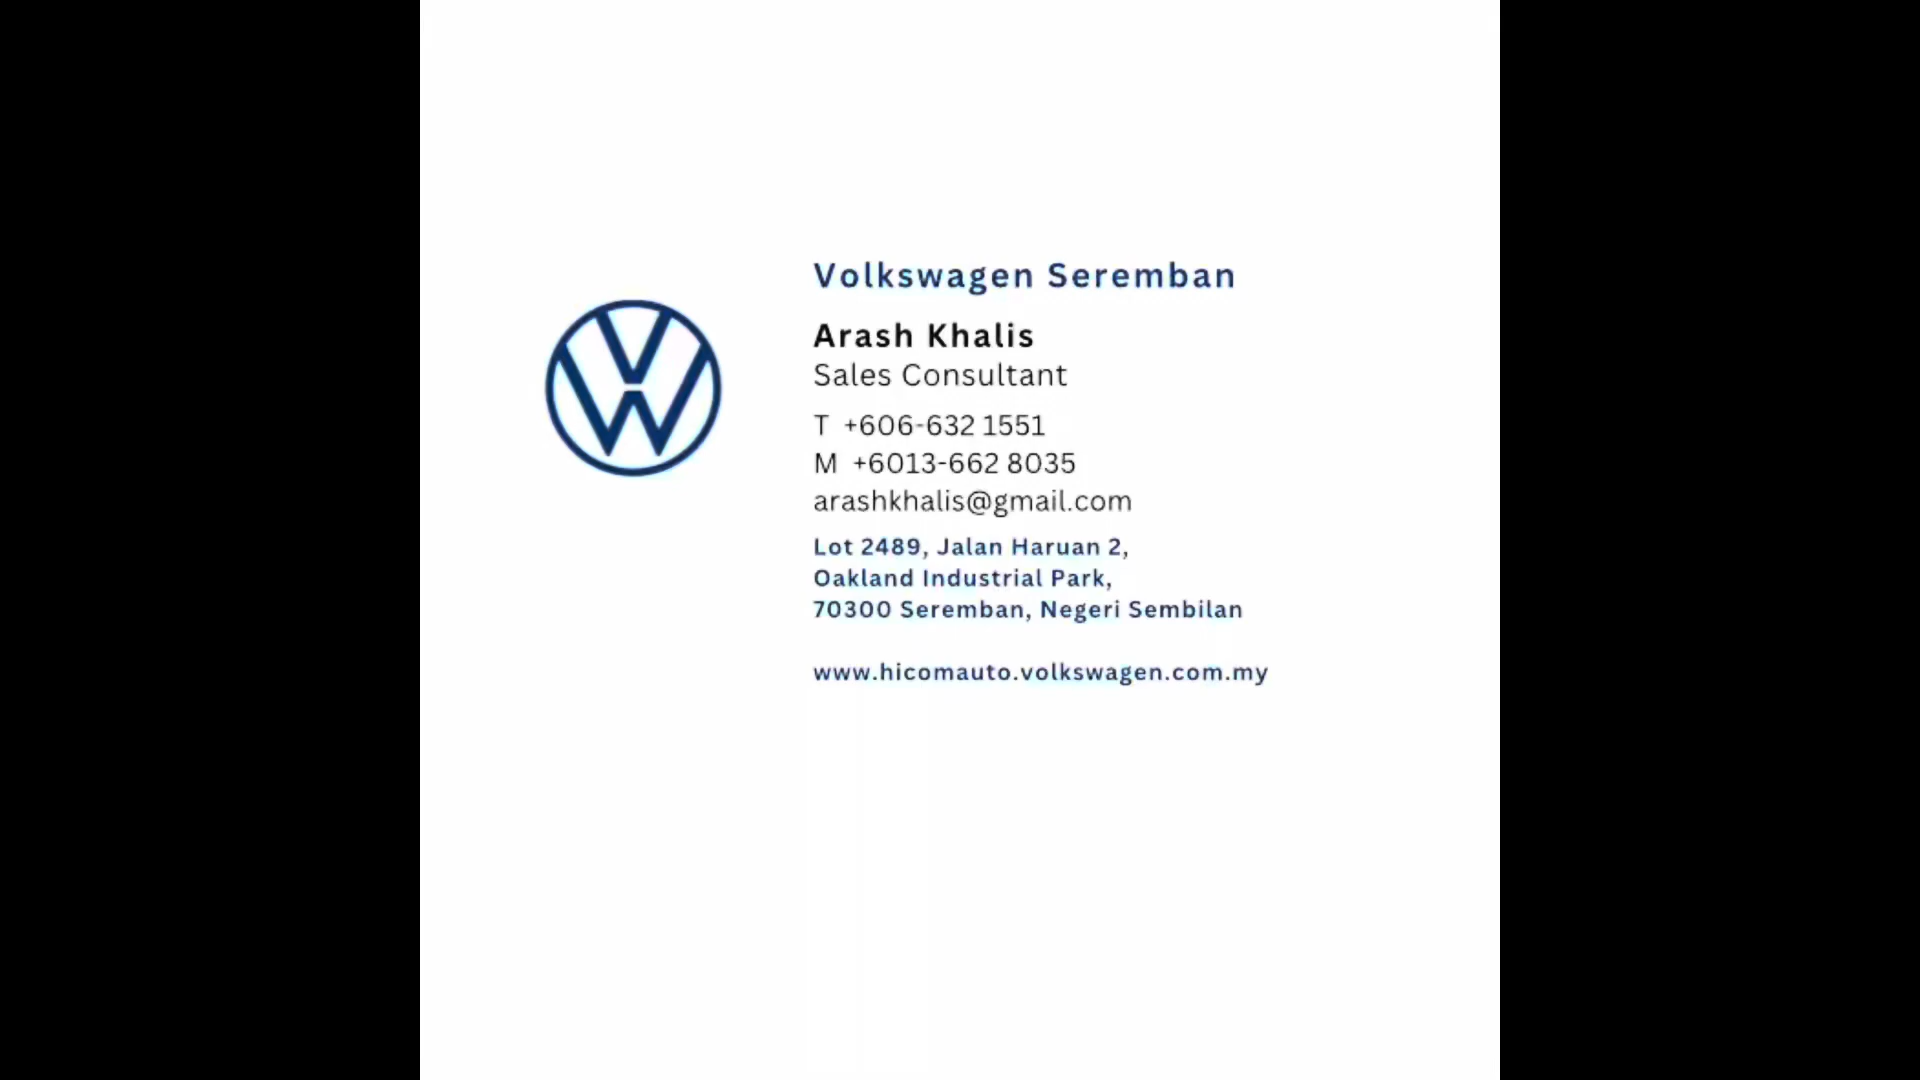 Volkswagen Seremban
Arash Khalis
Sales Consultant
T +606-632 1551
M +6013-662 8035
arashkhalis@gmail.com
Lot 2489, Jalan Haruan 2,
Oakland Industrial Park,
70300 Seremban, Negeri Sembilan
www.hicomauto.volkswagen.com.my